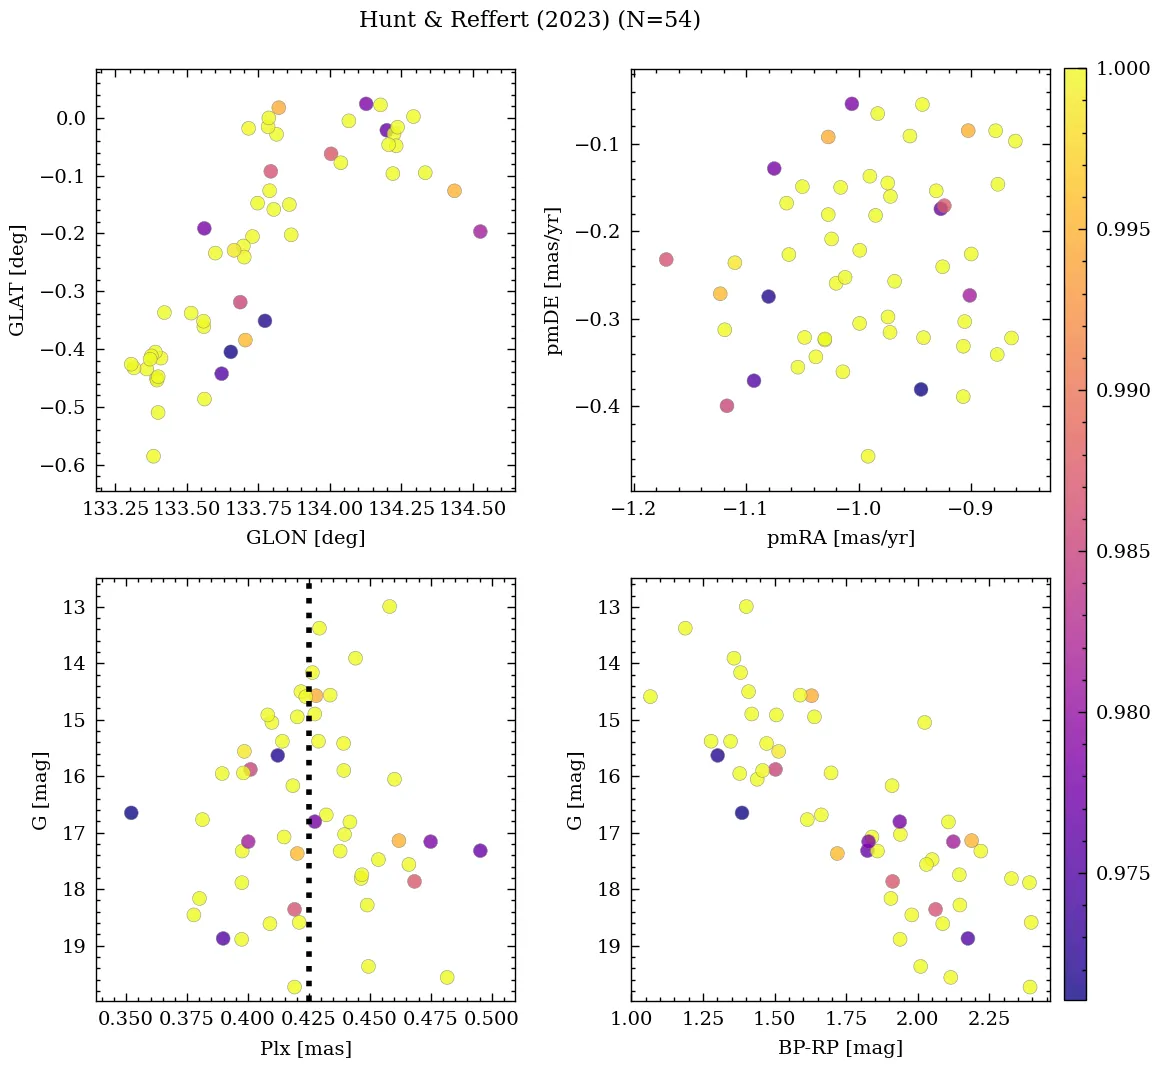 Hunt & Reffert (2023) (N=54)
0.0
−0.1
−0.2
−0.3
−0.4
−0.5
−0.6
GLAT [deg]
133.25 133.50 133.75 134.00 134.25 134.50
GLON [deg]
−0.1
−0.2
−0.3
−0.4
pmDE [mas/yr]
−1.2 −1.1 −1.0 −0.9
pmRA [mas/yr]
1.000
0.995
0.990
0.985
0.980
0.975
13
14
15
16
17
18
19
G [mag]
0.350 0.375 0.400 0.425 0.450 0.475 0.500
Plx [mas]
13
14
15
16
17
18
19
G [mag]
1.00 1.25 1.50 1.75 2.00 2.25
BP-RP [mag]